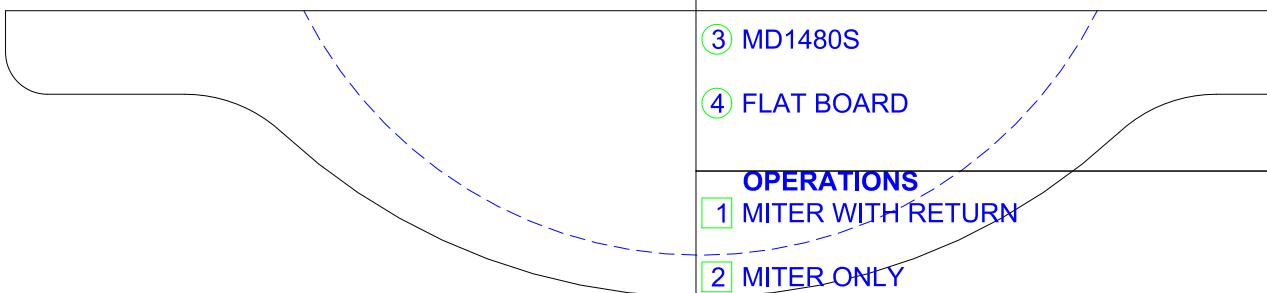 3 MD1480S
4 FLAT BOARD
OPERATIONS
1 MITER WITH RETURN
2 MITER ONLY